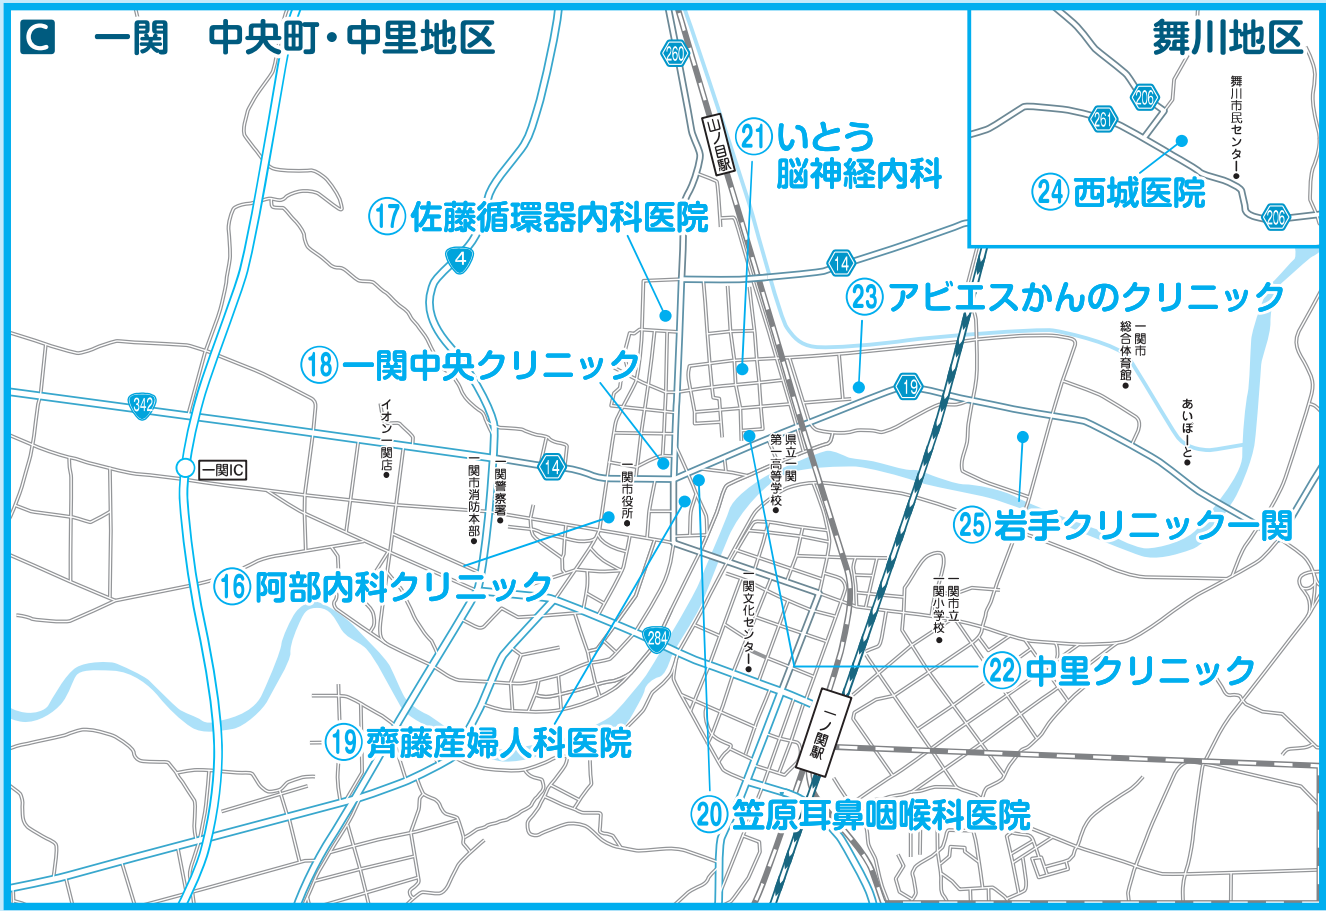 C 一関 中央町・中里地区
舞川地区
260
山ノ目駅
㉑いとう
脳神経内科
206
261
舞川市民センター
㉔西城医院
206
⑰佐藤循環器内科医院
4
14
㉓アビエスかんのクリニック
一関市
総合体育館
⑱一関中央クリニック
342
19
イオン一関店
あいぽーと
県立一関
第一高等学校
一関IC
14
一関市消防本部
一関警察署
一関市役所
㉕岩手クリニック一関
⑯阿部内科クリニック
一関文化センター
一関市立
一関小学校
284
㉒中里クリニック
⑲齊藤産婦人科医院
一ノ関駅
⑳笠原耳鼻咽喉科医院